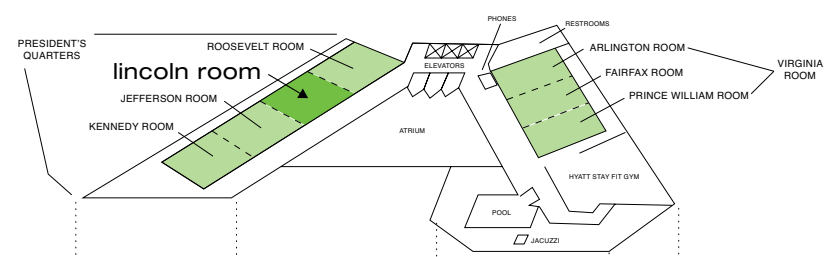 PHONES
RESTROOMS
PRESIDENT'S
QUARTERS
ROOSEVELT ROOM
ARLINGTON ROOM
ELEVATORS
VIRGINIA
ROOM
lincoln room
FAIRFAX ROOM
JEFFERSON ROOM
PRINCE WILLIAM ROOM
KENNEDY ROOM
ATRIUM
HYATT STAY FIT GYM
POOL
JACUZZI